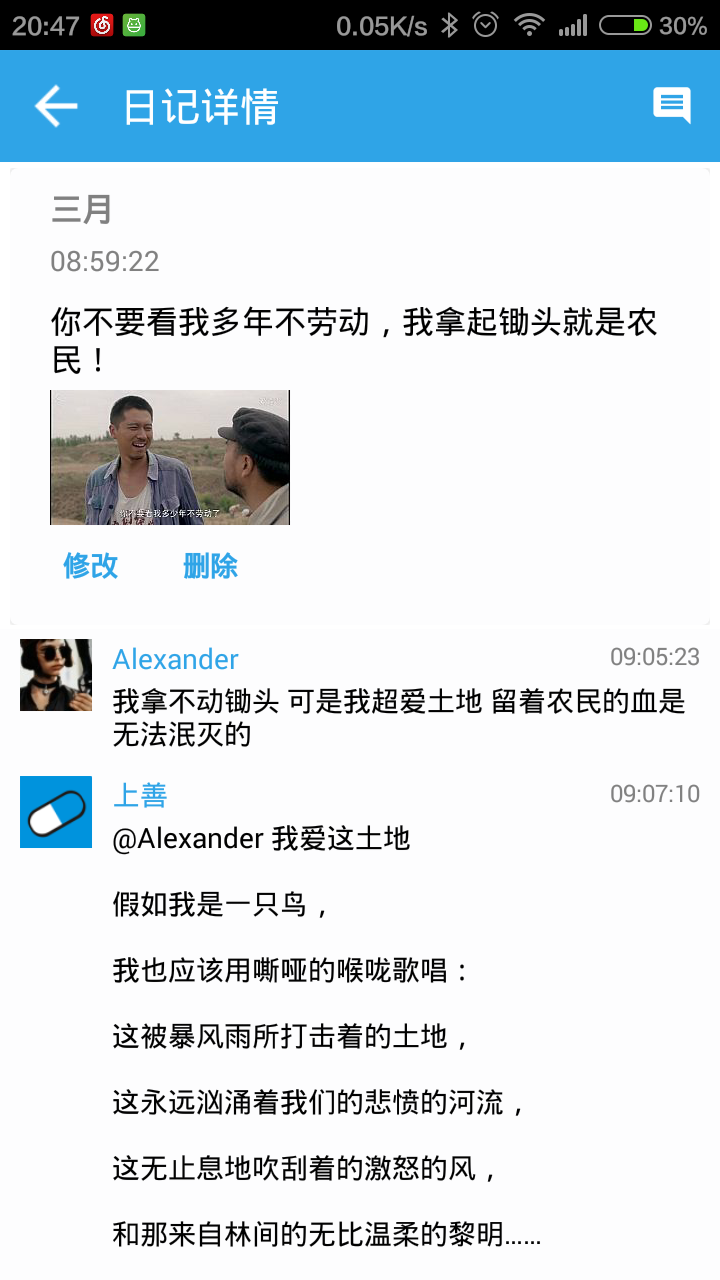 20:47
0.05K/s
30%
日记详情
三月
08:59:22
你不要看我多年不劳动，我拿起锄头就是农
民！
你不要看我多少年不劳动了
修改 删除
Alexander 09:05:23
我拿不动锄头 可是我超爱土地 留着农民的血是
无法泯灭的
上善 09:07:10
@Alexander 我爱这土地
假如我是一只鸟，
我也应该用嘶哑的喉咙歌唱：
这被暴风雨所打击着的土地，
这永远汹涌着我们的悲愤的河流，
这无止息地吹刮着的激怒的风，
和那来自林间的无比温柔的黎明……